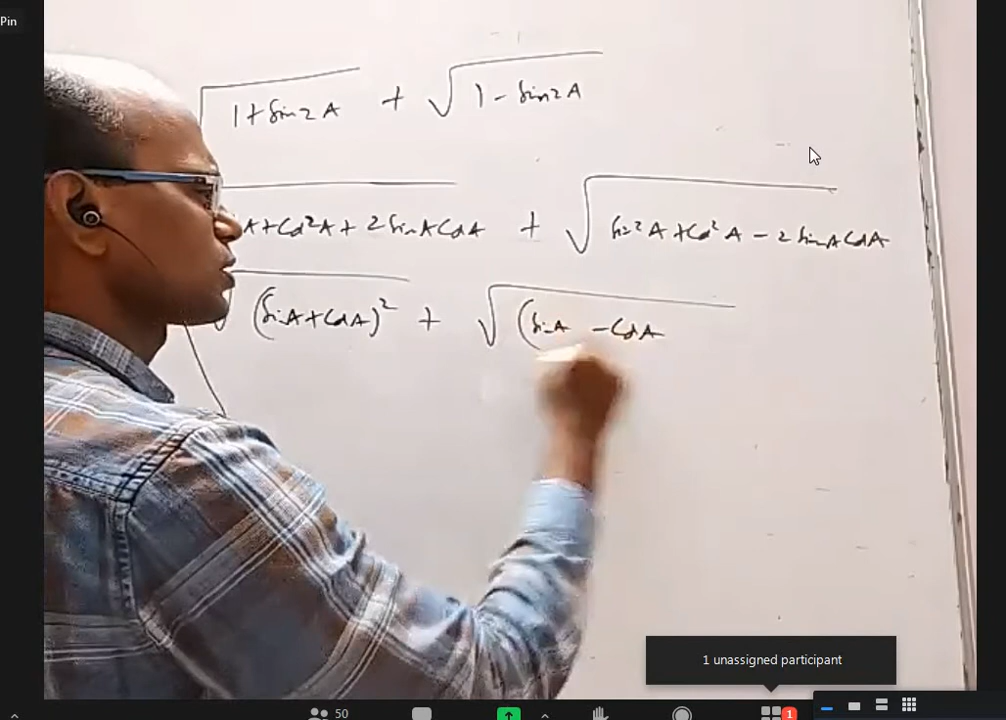 Pin
√1+Sin2A + √1-Sin2A
A+Cos²A+2SinACosA + √Sin²A+Cos²A-2SinACosA
√(SinA+CosA)² + √(SinA-CosA
1 unassigned participant
50
1